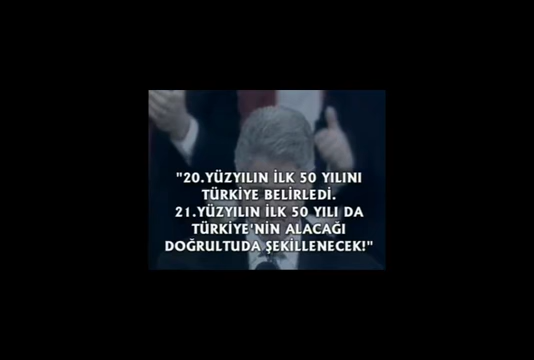 "20.YÜZYILIN İLK 50 YILINI
TÜRKİYE BELİRLEDİ.
21.YÜZYILIN İLK 50 YILI DA
TÜRKİYE'NİN ALACAĞI
DOĞRULTUDA ŞEKİLLENECEK!"